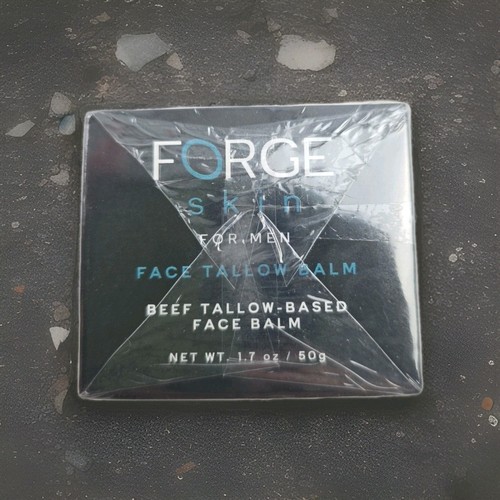 FORGE
skin
FOR MEN
FACE TALLOW BALM
BEEF TALLOW-BASED
FACE BALM
NET WT. 1.7 oz / 50g